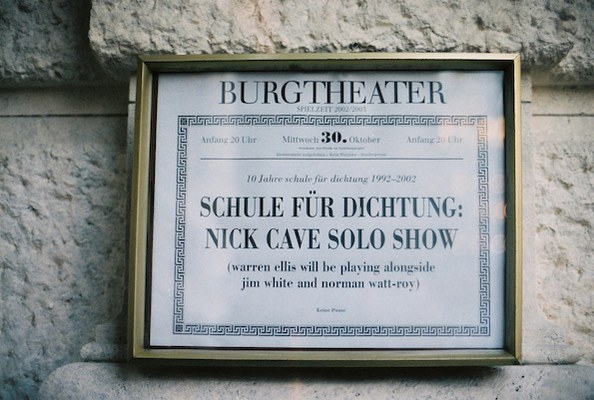 BURGTHEATER
SPIELZEIT 2002/2003
Anfang 20 Uhr Mittwoch 30. Oktober Anfang 20 Uhr
10 Jahre schule für dichtung 1992–2002
SCHULE FÜR DICHTUNG:
NICK CAVE SOLO SHOW
(warren ellis will be playing alongside
jim white and norman watt-roy)
Keine Pause